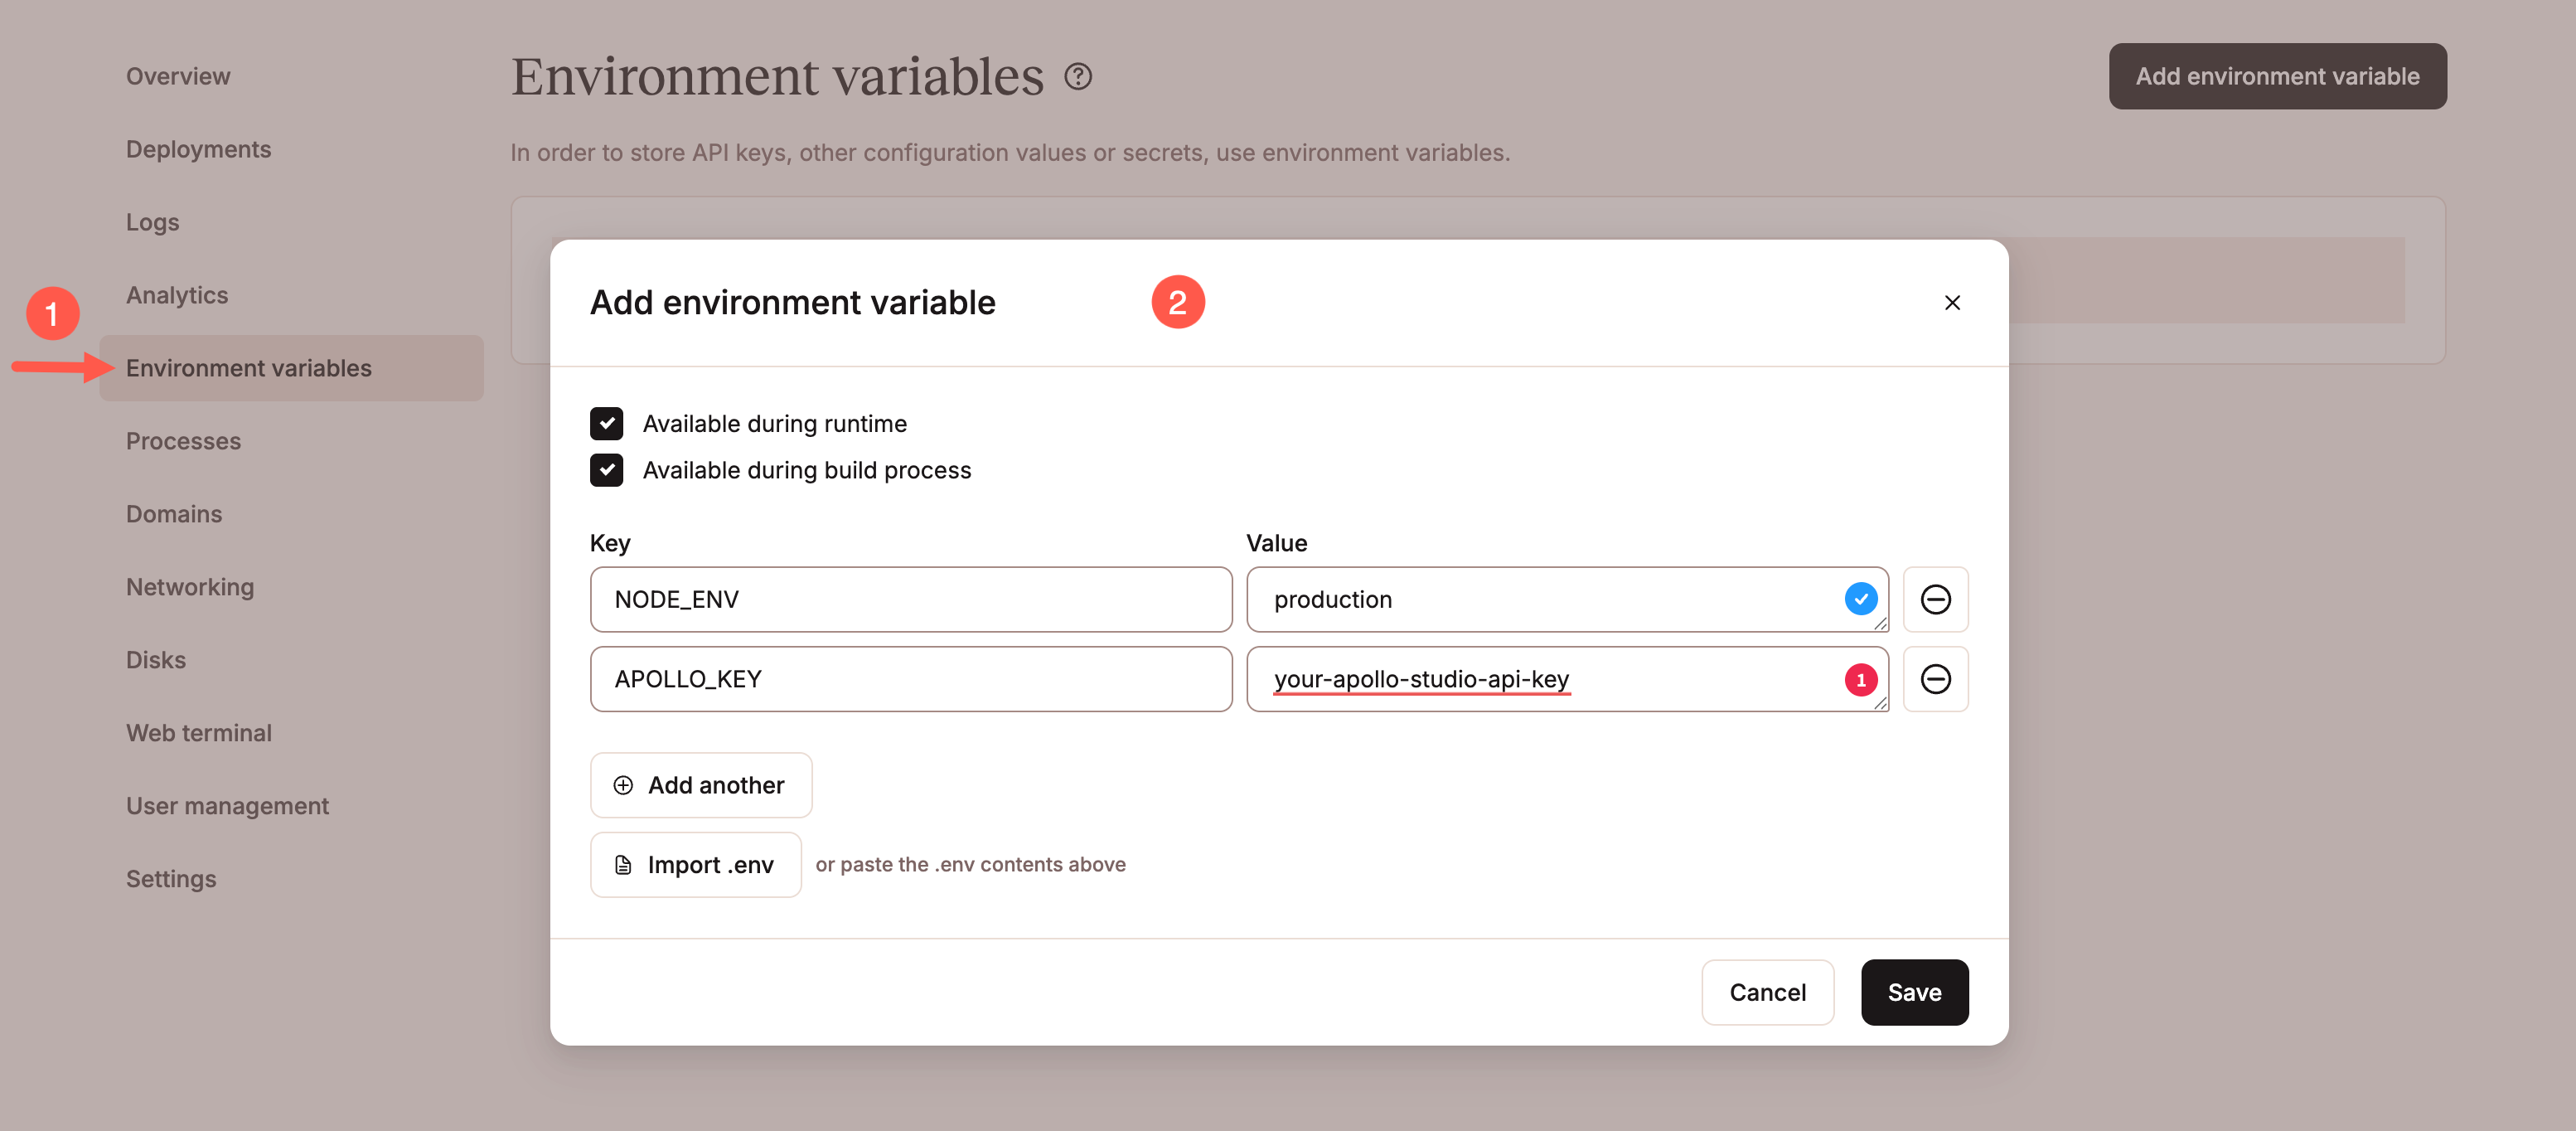 Overview
Deployments
Logs
Analytics
1
Environment variables
Processes
Domains
Networking
Disks
Web terminal
User management
Settings
Environment variables ?
Add environment variable
In order to store API keys, other configuration values or secrets, use environment variables.
Add environment variable
2
Available during runtime
Available during build process
Key Value
NODE_ENV production
APOLLO_KEY your-apollo-studio-api-key 1
Add another
Import .env or paste the .env contents above
Cancel Save